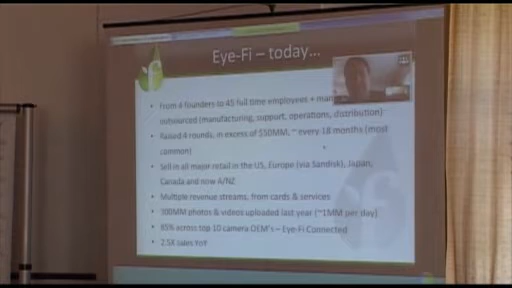 Eye-Fi – today...
• From 4 founders to 45 full time employees +
outsourced (manufacturing, support, operations, distribution)
• Raised 4 rounds, in excess of $50MM, ~ every 18 months (most
common)
• Sell in all major retail in the US, Europe (via Sandisk), Japan,
Canada and now A/NZ
• Multiple revenue streams, from cards & services
• 300MM photos & videos uploaded last year (~1MM per day)
• 85% across top 10 camera OEM's – Eye-Fi Connected
• 2.5X sales YoY